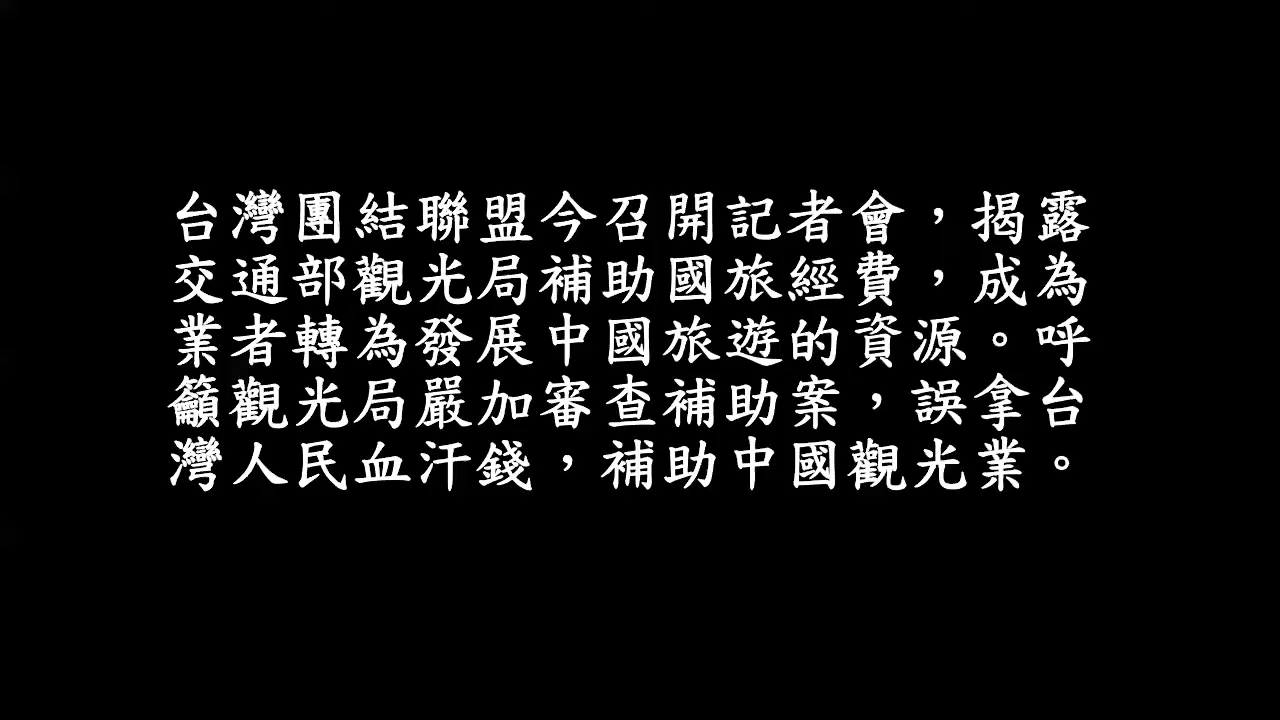 台灣團結聯盟今召開記者會，揭露
交通部觀光局補助國旅經費，成為
業者轉為發展中國旅遊的資源。呼
籲觀光局嚴加審查補助案，誤拿台
灣人民血汗錢，補助中國觀光業。